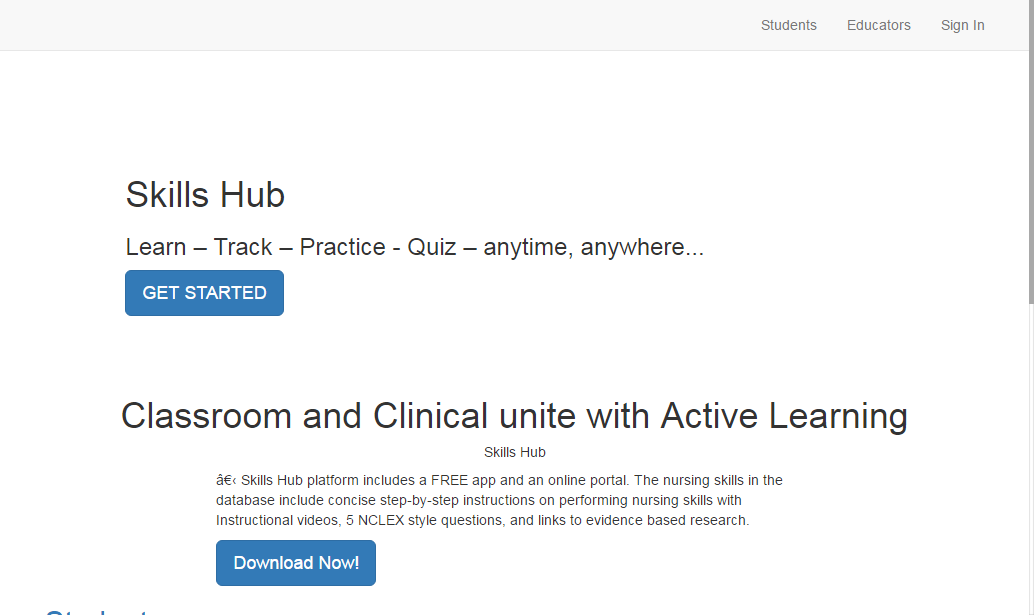 Students Educators Sign In
Skills Hub
Learn – Track – Practice - Quiz – anytime, anywhere...
GET STARTED
Classroom and Clinical unite with Active Learning
Skills Hub
â€‹ Skills Hub platform includes a FREE app and an online portal. The nursing skills in the
database include concise step-by-step instructions on performing nursing skills with
Instructional videos, 5 NCLEX style questions, and links to evidence based research.
Download Now!